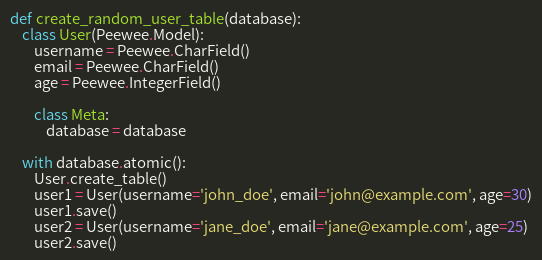 def create_random_user_table(database):
    class User(Peewee.Model):
        username = Peewee.CharField()
        email = Peewee.CharField()
        age = Peewee.IntegerField()

        class Meta:
            database = database

    with database.atomic():
        User.create_table()
        user1 = User(username='john_doe', email='john@example.com', age=30)
        user1.save()
        user2 = User(username='jane_doe', email='jane@example.com', age=25)
        user2.save()